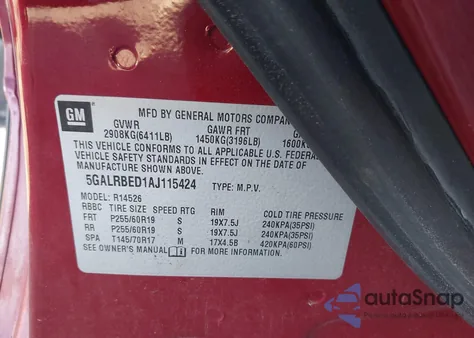 GM
MFD BY GENERAL MOTORS COMPANY
GVWR GAWR FRT
2908KG(6411LB) 1450KG(3196LB) 1600K
THIS VEHICLE CONFORMS TO ALL
VEHICLE SAFETY STANDARDS IN EFFECT ON THE
DATE OF MANUFACTURE SHOWN ABOVE.
5GALRBED1AJ115424 TYPE: M.P.V.
MODEL: R14526
RBBC TIRE SIZE SPEED RTG RIM COLD TIRE PRESSURE
FRT P255/60R19 S 19X7.5J 240KPA(35PSI)
RR P255/60R19 S 19X7.5J 240KPA(35PSI)
SPA T145/70R17 M 17X4.5B 420KPA(60PSI)
SEE OWNER'S MANUAL FOR MORE INFORMATION.
autoSnap